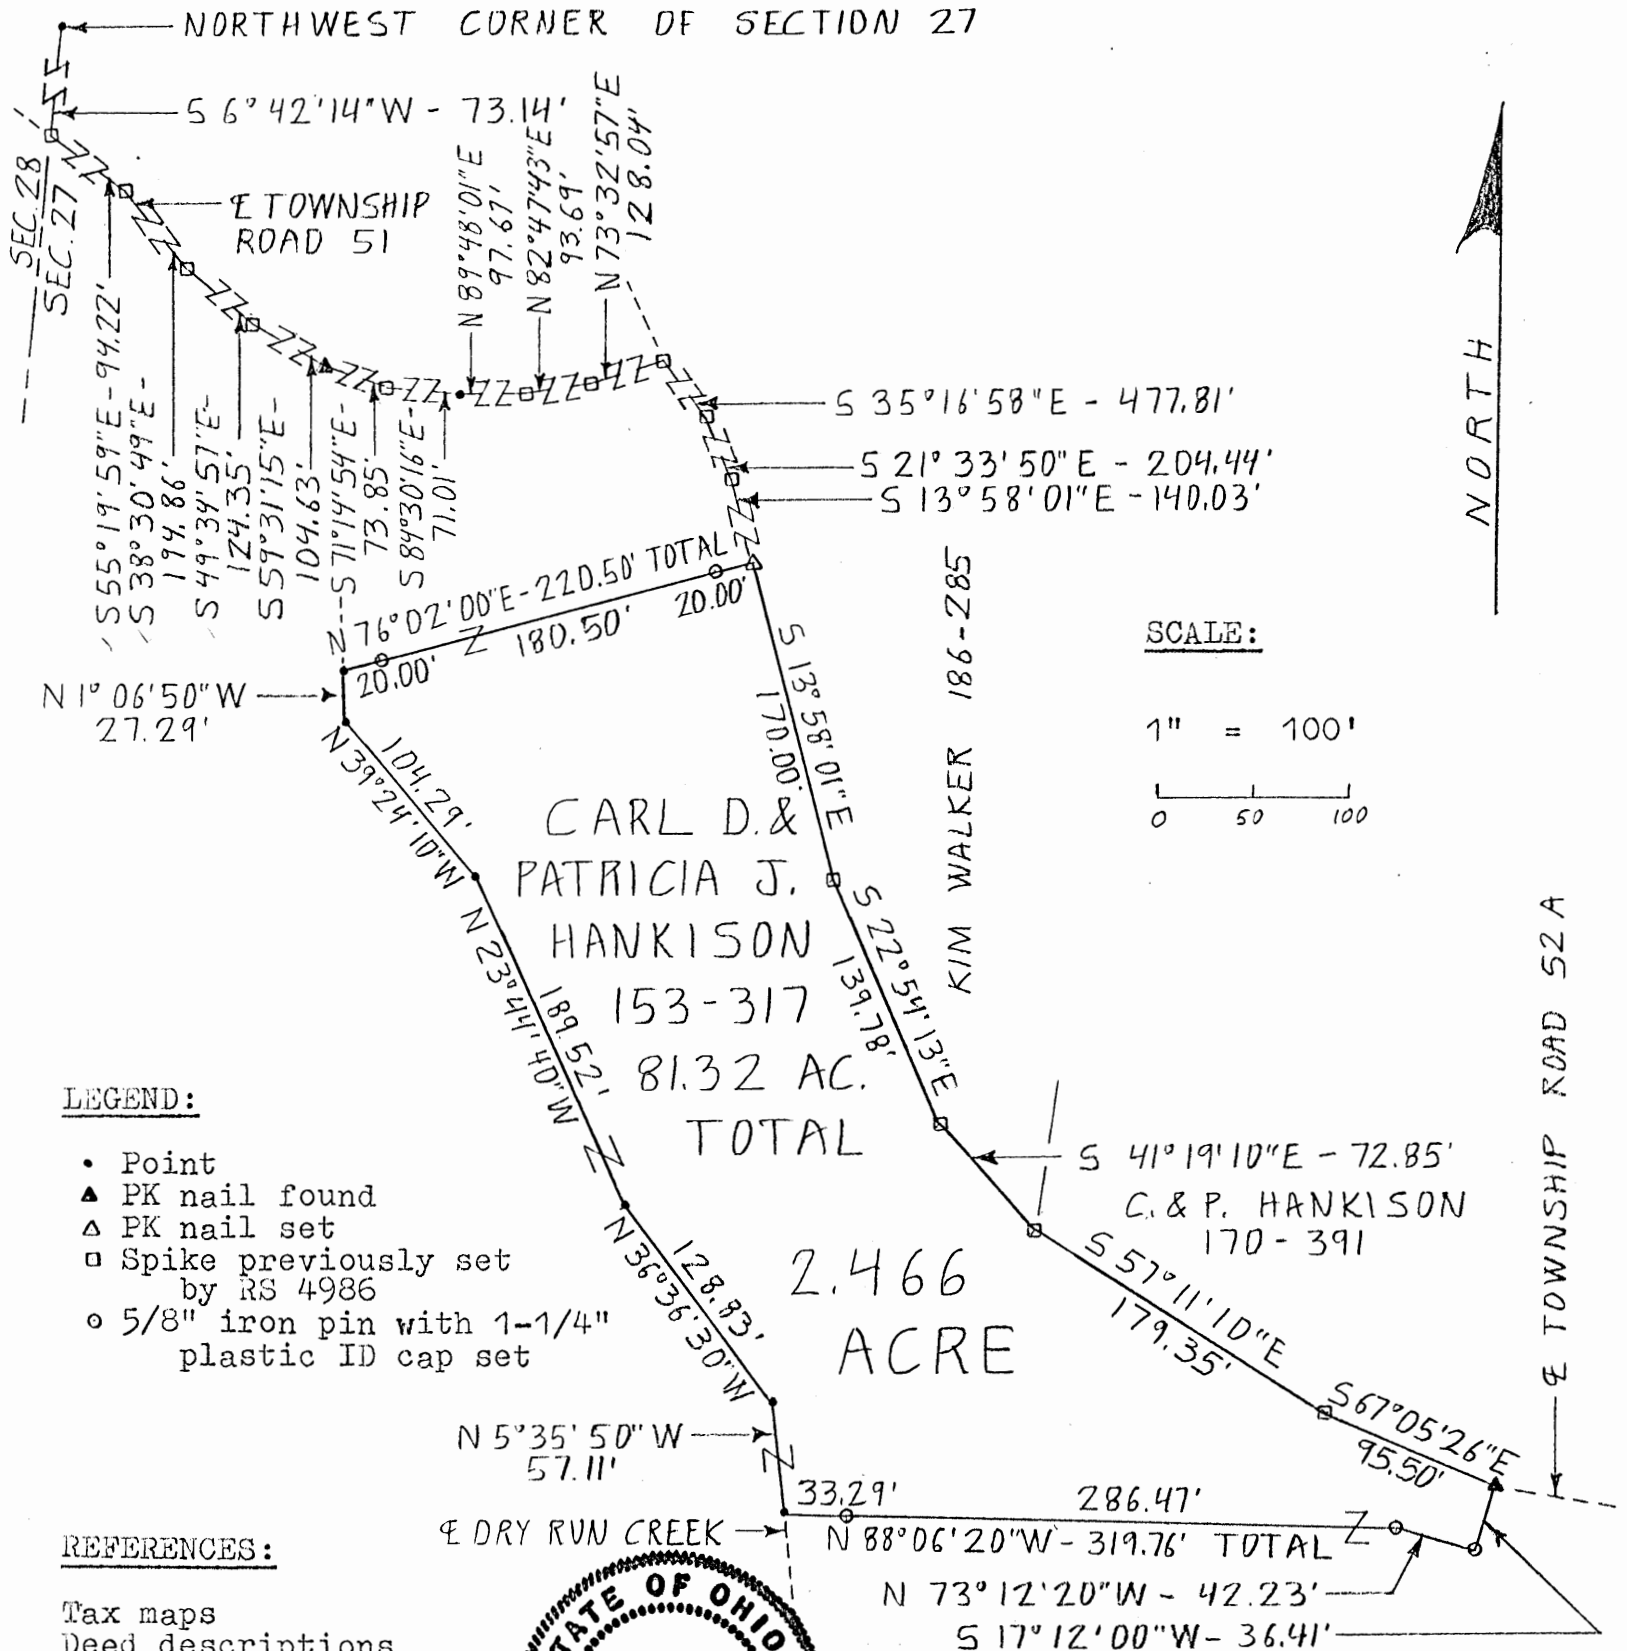 NORTHWEST CORNER OF SECTION 27
S 6° 42' 14" W - 73.14'
SEC. 28
SEC. 27
℄ TOWNSHIP
ROAD 51
N 89° 48' 01" E
97.67'
N 82° 47' 43" E
93.69'
N 73° 32' 57" E
128.04'
NORTH
S 55° 19' 59" E - 94.22'
S 38° 30' 49" E -
194.86'
S 49° 34' 57" E -
124.35'
S 59° 31' 15" E -
104.63'
S 71° 14' 54" E -
73.85'
S 84° 30' 16" E -
71.01'
S 35° 16' 58" E - 477.81'
S 21° 33' 50" E - 204.44'
S 13° 58' 01" E - 140.03'
N 76° 02' 00" E - 220.50' TOTAL
20.00'
180.50'
20.00'
N 1° 06' 50" W
27.29'
S 13° 58' 01" E
170.00'
KIM WALKER 186-285
SCALE:
1" = 100'
0 50 100
104.29'
N 39° 24' 10" W
CARL D. &
PATRICIA J.
HANKISON
153-317
81.32 AC.
TOTAL
S 22° 54' 13" E
139.78'
189.52'
N 23° 44' 40" W
℄ TOWNSHIP ROAD 52A
LEGEND:
• Point
▲ PK nail found
△ PK nail set
□ Spike previously set
by RS 4986
○ 5/8" iron pin with 1-1/4"
plastic ID cap set
S 41° 19' 10" E - 72.85'
C. & P. HANKISON
170-391
S 57° 11' 10" E
179.35'
2.466
ACRE
128.83'
N 36° 36' 30" W
S 67° 05' 26" E
95.50'
N 5° 35' 50" W
57.11'
33.29'
286.47'
℄ DRY RUN CREEK
N 88° 06' 20" W - 319.76' TOTAL
N 73° 12' 20" W - 42.23'
S 17° 12' 00" W - 36.41'
REFERENCES:
Tax maps
Deed descriptions
STATE OF OHIO